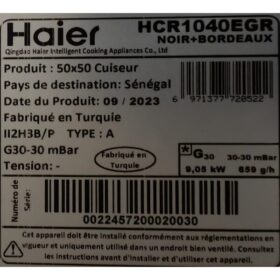 Haier
HCR1040EGR
NOIR+BORDEAUX
Qingdao Haier Intelligent Cooking Appliances Co., Ltd.
Produit : 50x50 Cuiseur
Pays de destination: Sénégal
6 971377 728522
Date du Produit: 09 / 2023
Fabriqué en Turquie
II2H3B/P TYPE : A
G30-30 mBar
Tension: -
Fabriqué en
Turquie
G30 30-30 mbar
9,05 kW 659 g/h
Numéro
de Série:
0022457200020030
Cet appareil doit être installé conformément aux réglementations en
vigueur et uniquement dans un endroit bien ventilé. Consultez
les instructions avant d'installer et d'utiliser cet appareil.